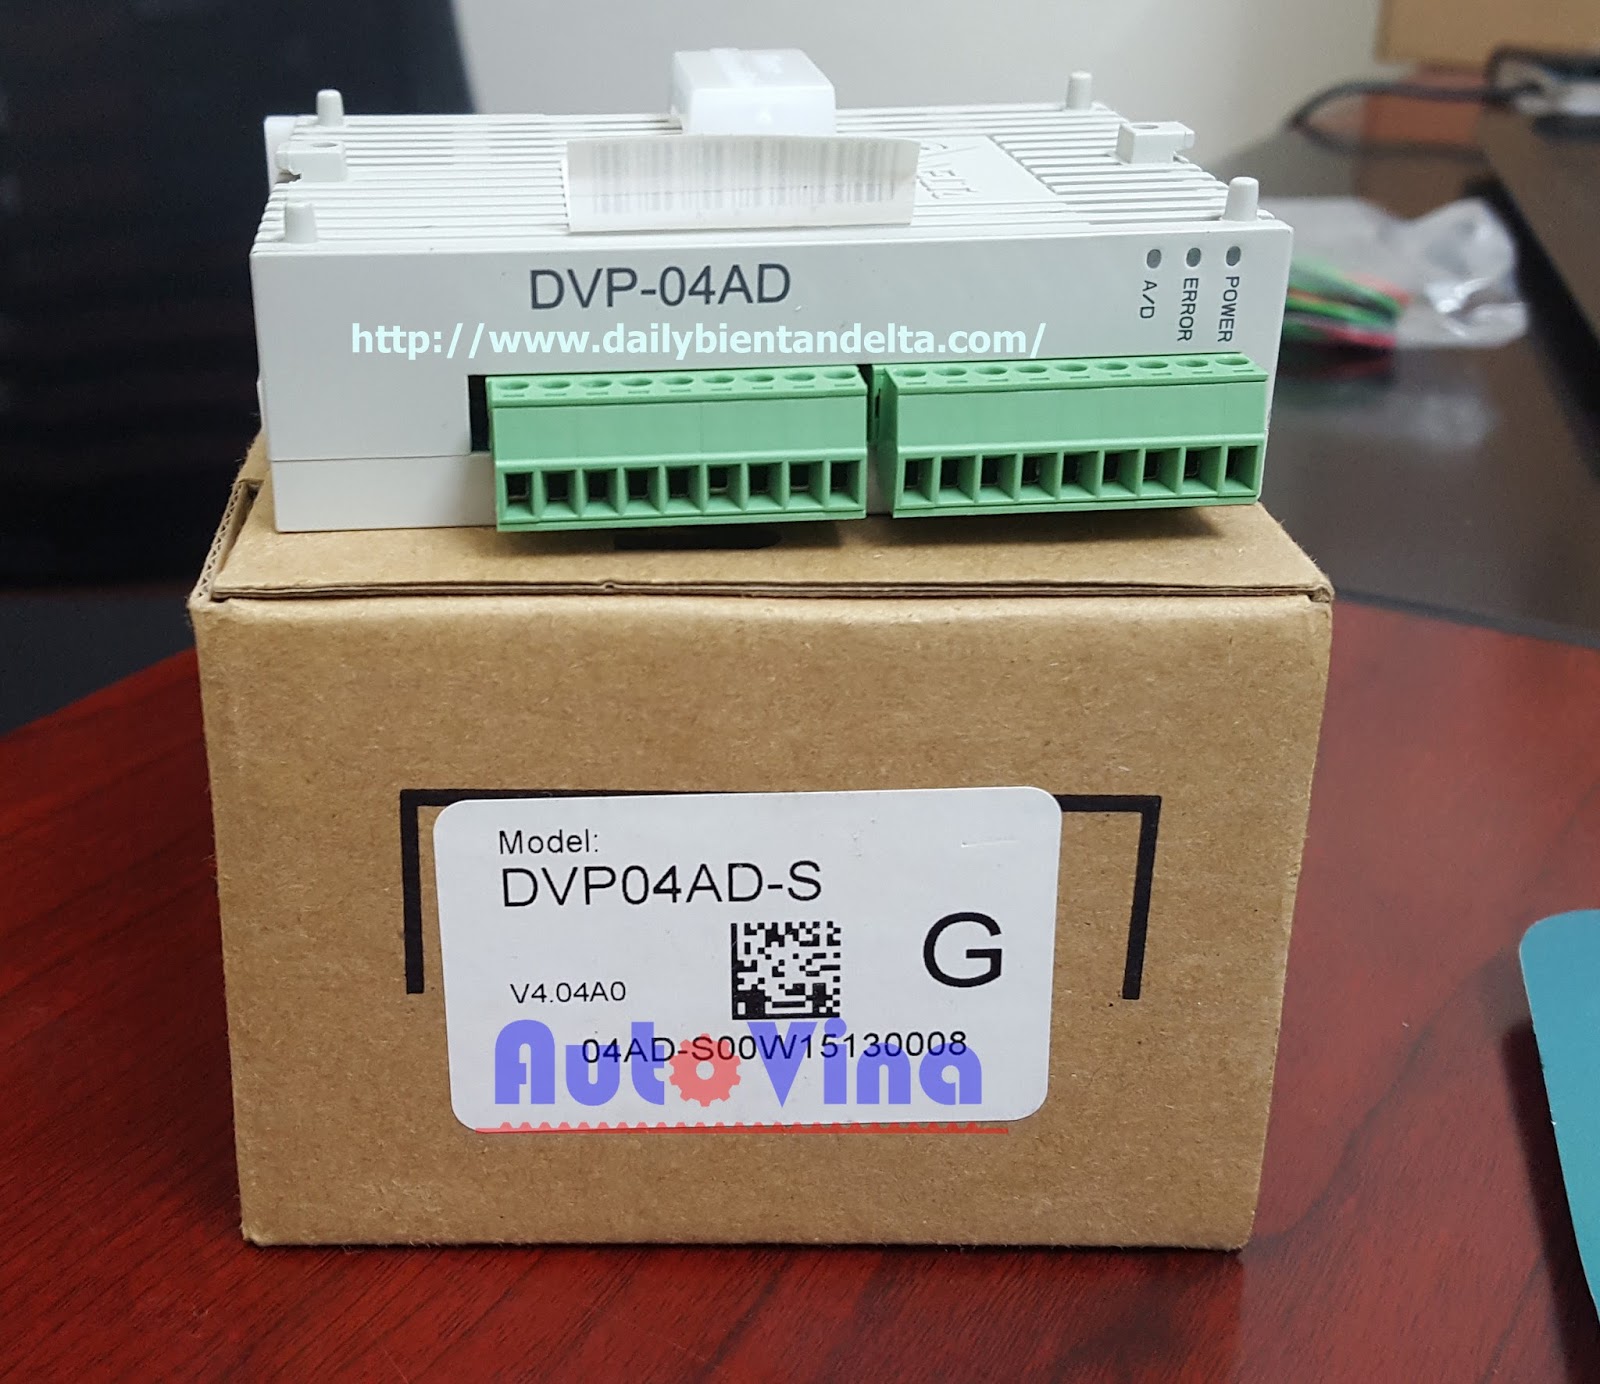 DVP-04AD
http://www.dailybientandelta.com/
A/D
ERROR
POWER
Model:
DVP04AD-S
G
V4.04A0
04AD-S00W15130008
AutoVina